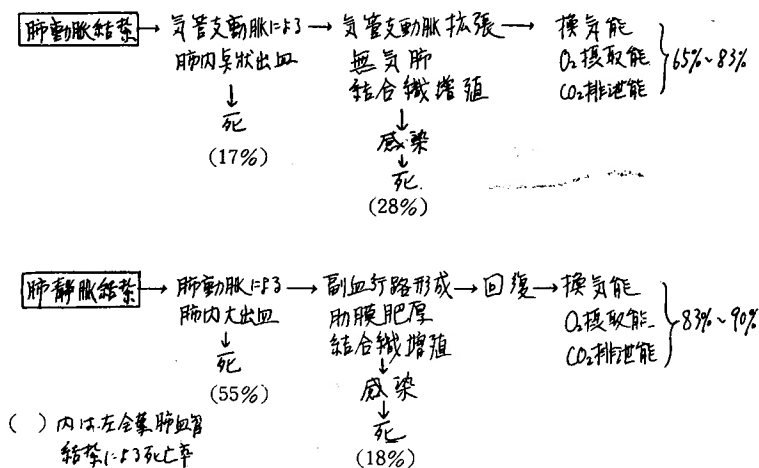 肺動脈結紮 → 気管支動脈による → 気管支動脈拡張 → 換気能
肺内点状出血 無気肺 O₂摂取能 65%~83%
結合織増殖 CO₂排泄能
↓ ↓
死 感染
(17%) ↓
死
(28%)
肺静脈結紮 → 肺動脈による → 副血行路形成 → 回復 → 換気能
肺内大出血 肋膜肥厚 O₂摂取能 83%~90%
結合織増殖 CO₂排泄能
↓ ↓
死 感染
(55%) ↓
死
(18%)
( )内は左全葉肺血管
結紮による死亡率